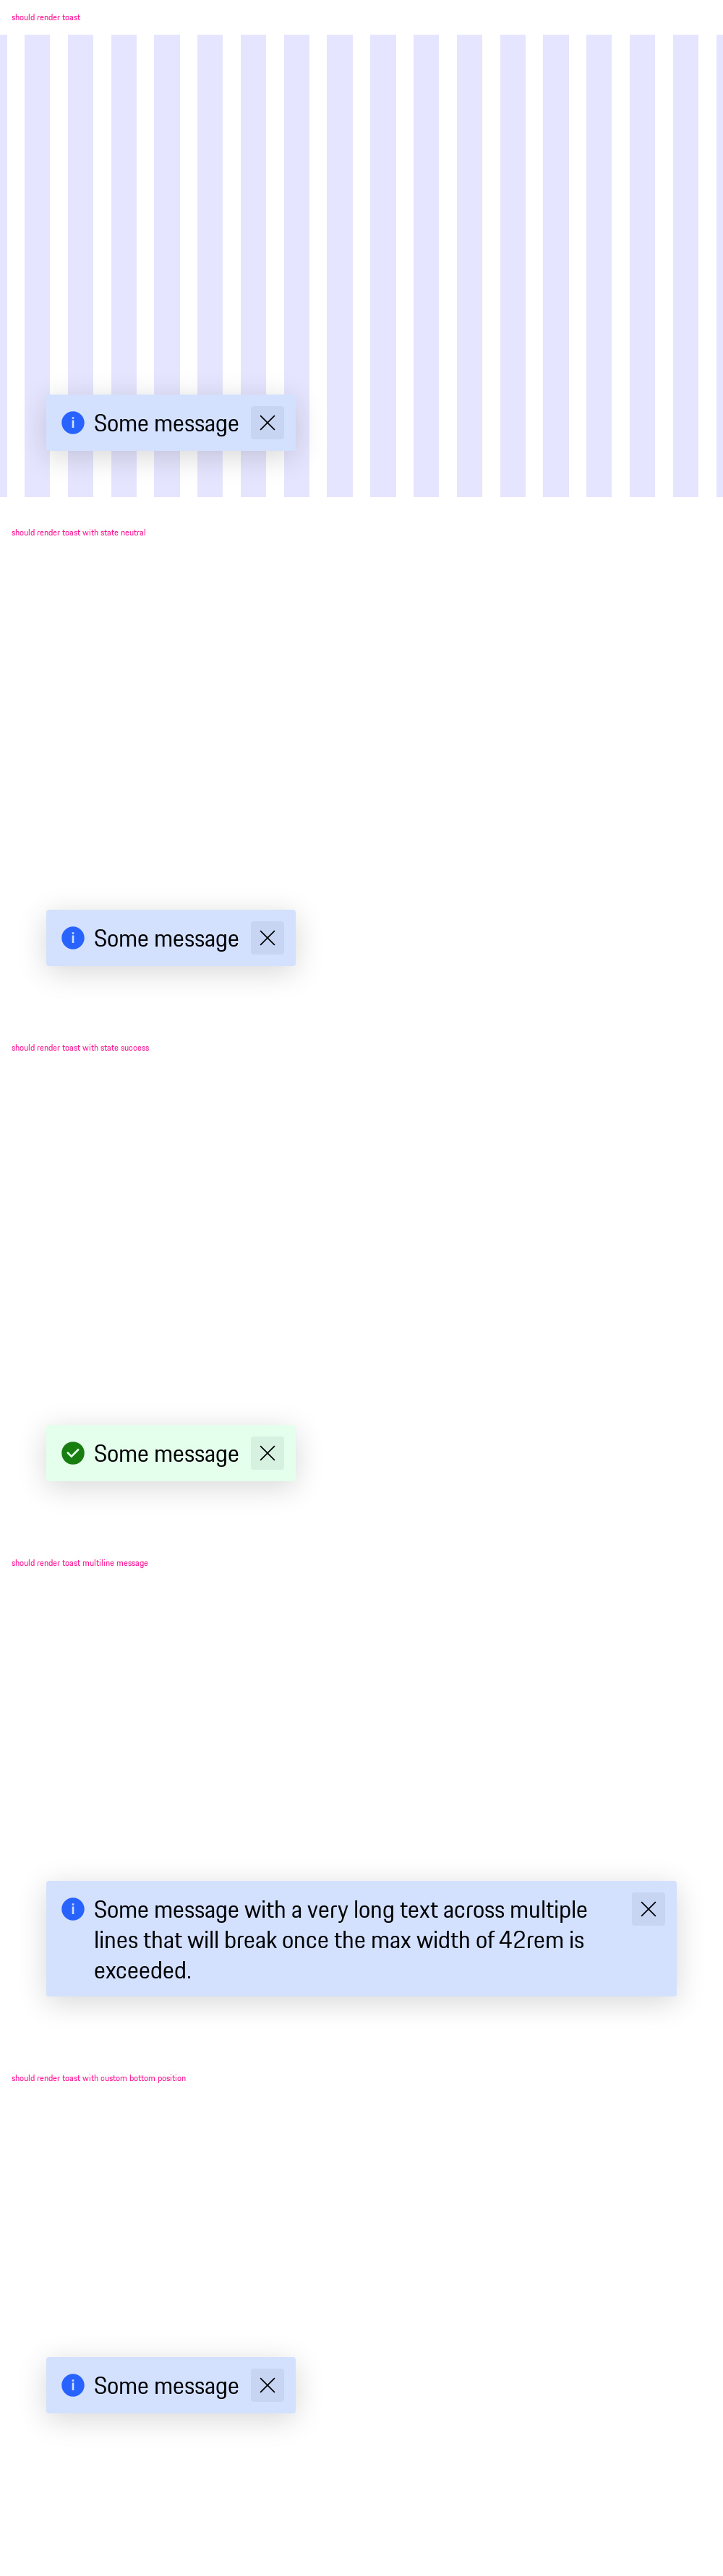 should render toast
Some message
should render toast with state neutral
Some message
should render toast with state success
Some message
should render toast multiline message
Some message with a very long text across multiple
lines that will break once the max width of 42rem is
exceeded.
should render toast with custom bottom position
Some message